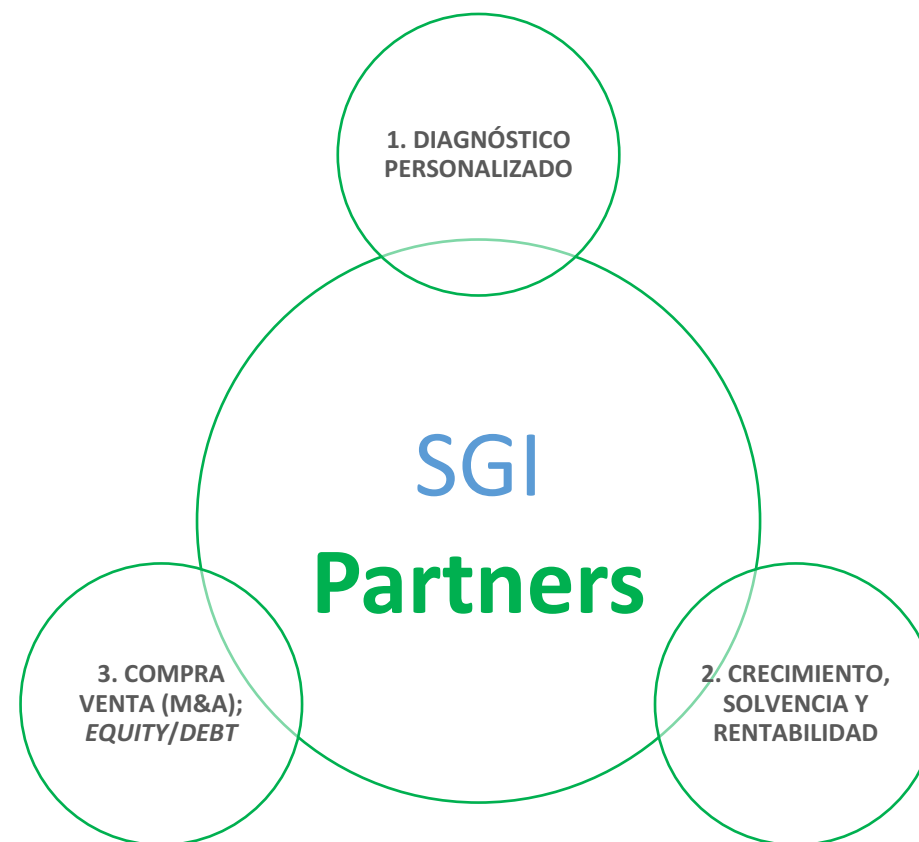 1. DIAGNÓSTICO
PERSONALIZADO
SGI
Partners
3. COMPRA
VENTA (M&A);
EQUITY/DEBT
2. CRECIMIENTO,
SOLVENCIA Y
RENTABILIDAD